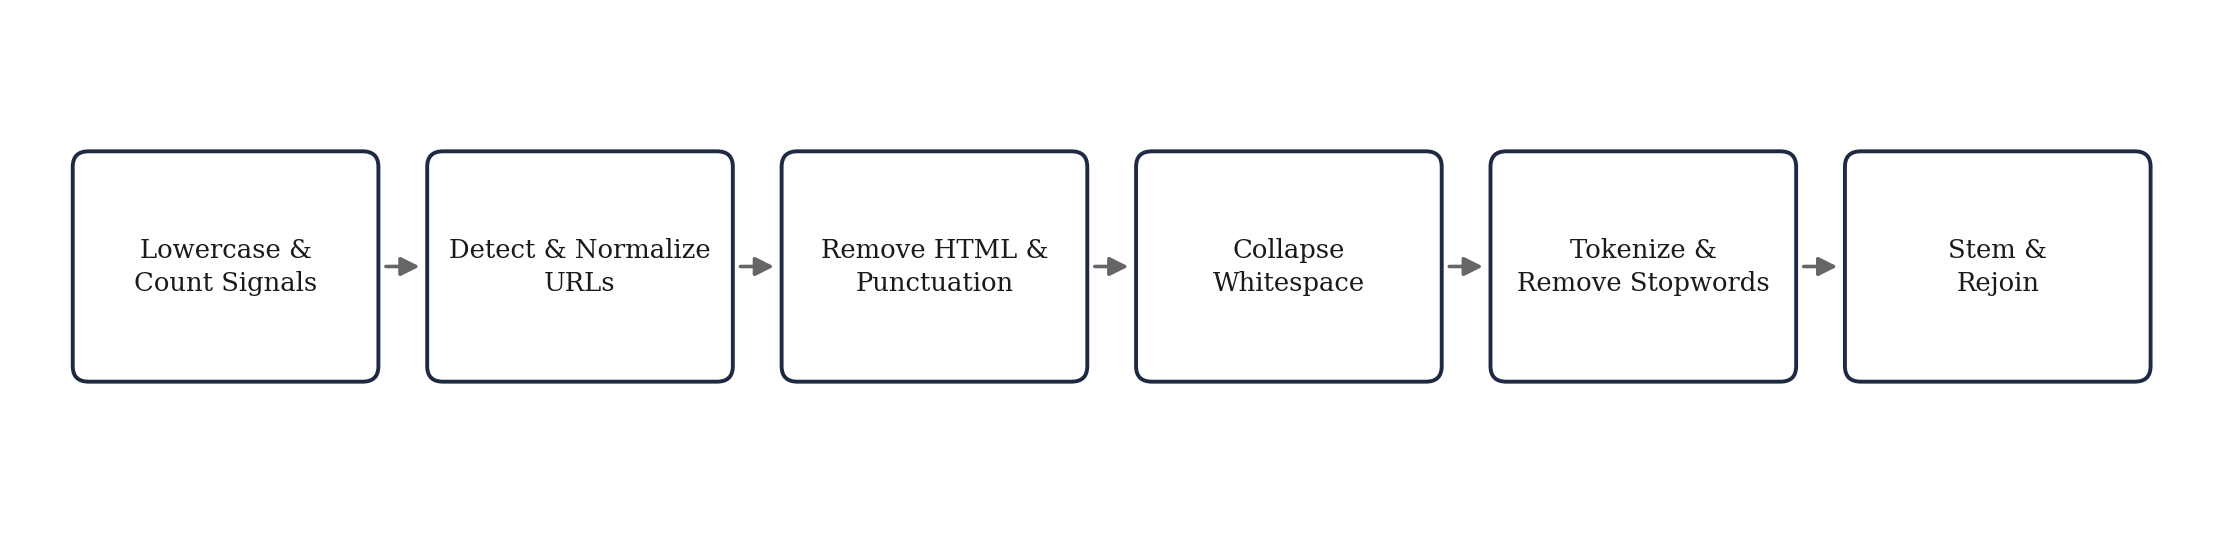 Lowercase &
Count Signals
Detect & Normalize
URLs
Remove HTML &
Punctuation
Collapse
Whitespace
Tokenize &
Remove Stopwords
Stem &
Rejoin